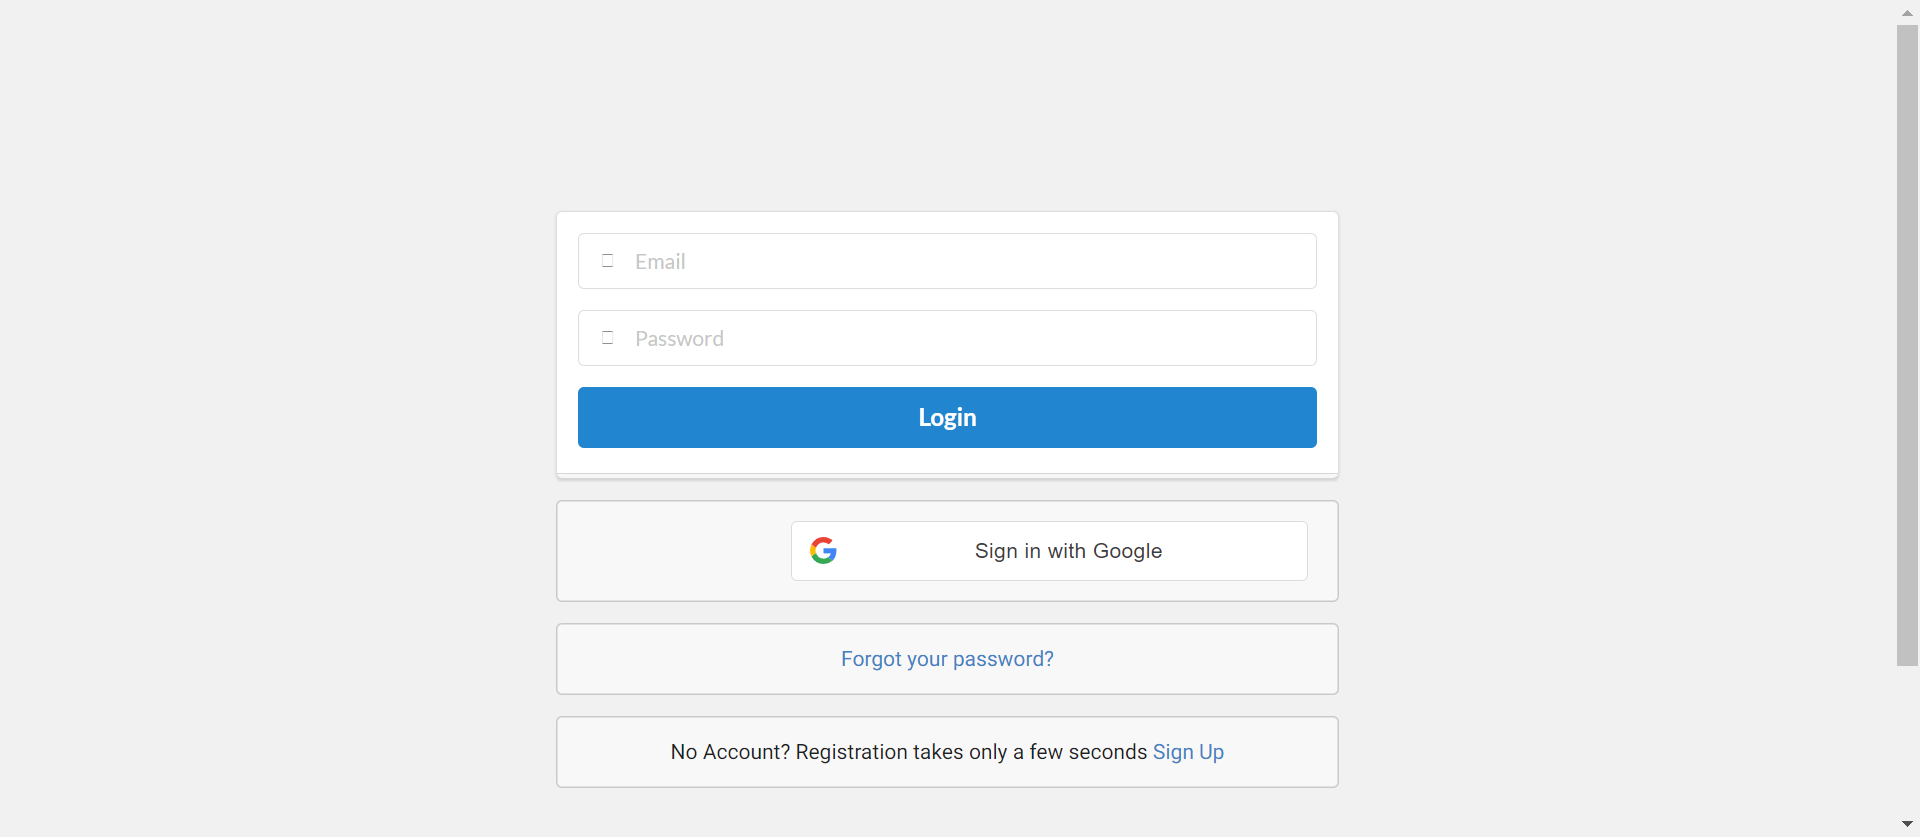 Email
Password
Login
Sign in with Google
Forgot your password?
No Account? Registration takes only a few seconds Sign Up